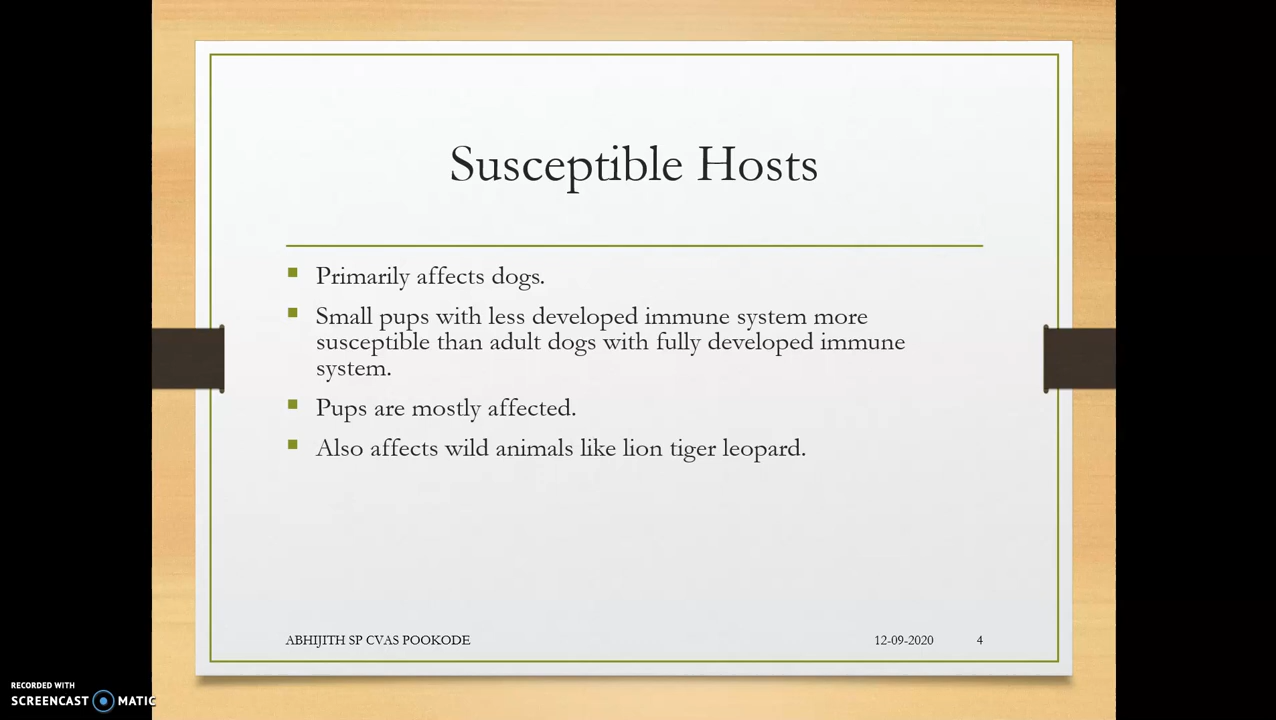 Susceptible Hosts
Primarily affects dogs.
Small pups with less developed immune system more
susceptible than adult dogs with fully developed immune
system.
Pups are mostly affected.
Also affects wild animals like lion tiger leopard.
ABHIJITH SP CVAS POOKODE 12-09-2020 4
RECORDED WITH
SCREENCAST MATIC